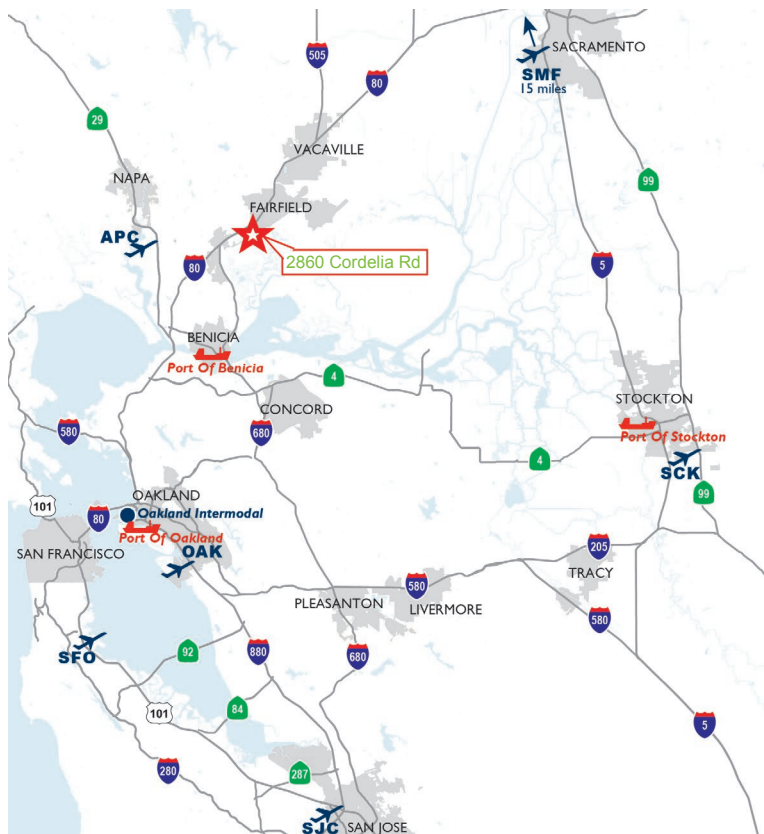 SACRAMENTO
505
SMF
15 miles
80
29
VACAVILLE
NAPA
99
FAIRFIELD
APC
2860 Cordelia Rd
80
5
BENICIA
Port Of Benicia
4
STOCKTON
CONCORD
580
680
Port Of Stockton
4
SCK
99
OAKLAND
101
Oakland Intermodal
80
Port Of Oakland
SAN FRANCISCO
OAK
205
TRACY
580
PLEASANTON
LIVERMORE
580
SFO
92
880
680
101
84
5
280
287
SJC
SAN JOSE